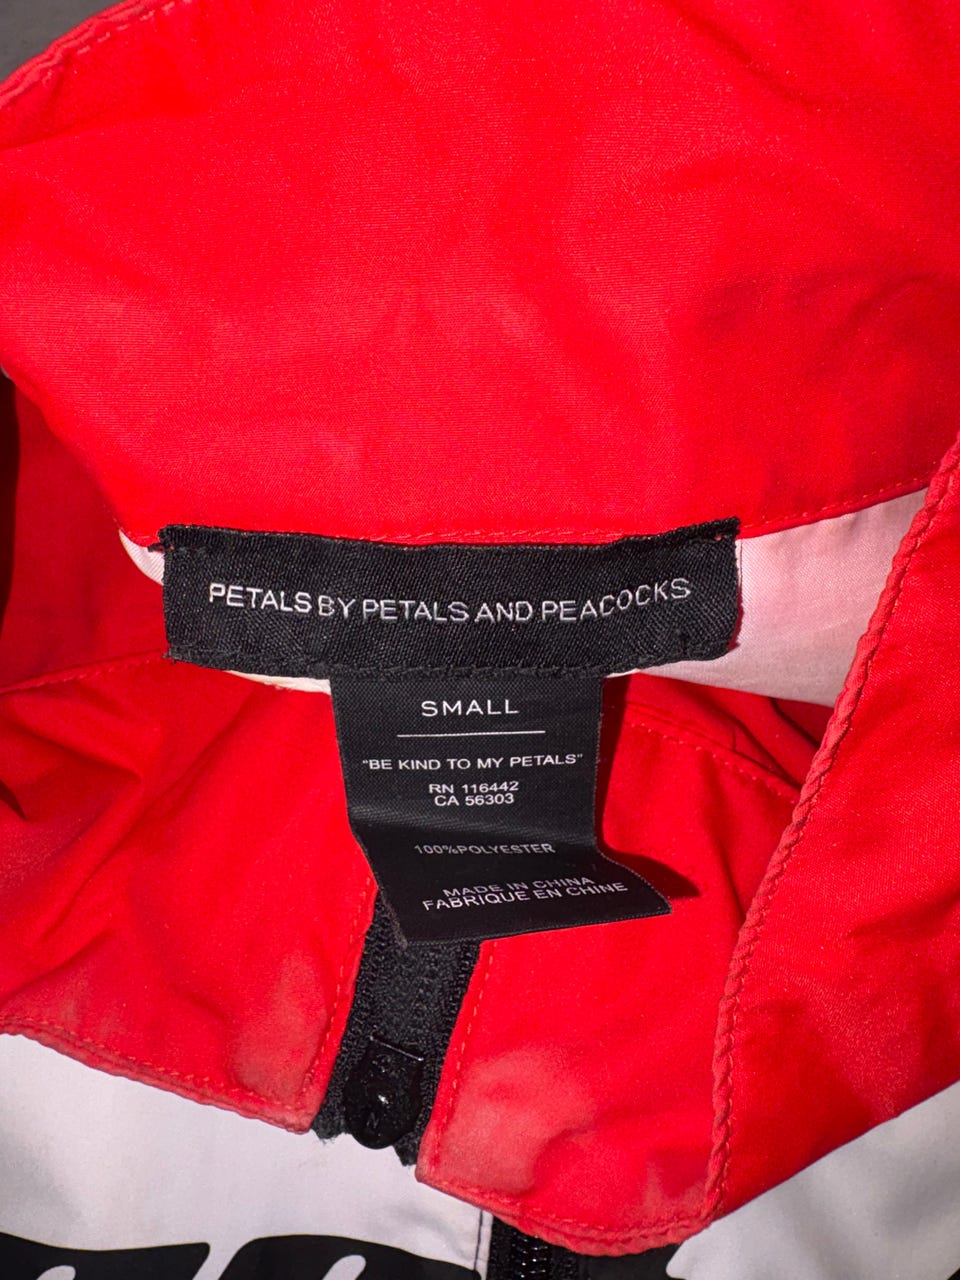 PETALS BY PETALS AND PEACOCKS
SMALL
"BE KIND TO MY PETALS"
RN 116442
CA 56303
100%POLYESTER
MADE IN CHINA
FABRIQUE EN CHINE